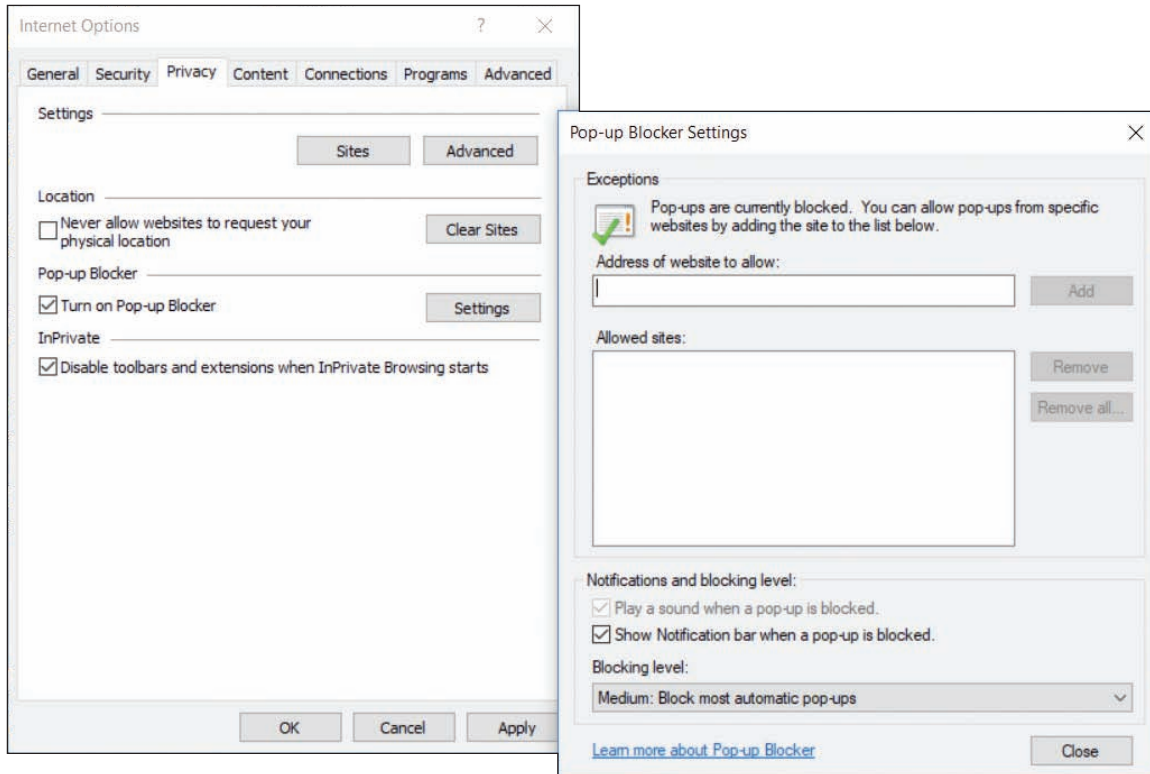 Internet Options
?
General Security Privacy Content Connections Programs Advanced
Settings
Sites Advanced
Location
Never allow websites to request your
physical location
Clear Sites
Pop-up Blocker
Turn on Pop-up Blocker
Settings
InPrivate
Disable toolbars and extensions when InPrivate Browsing starts
OK Cancel Apply
Pop-up Blocker Settings
Exceptions
Pop-ups are currently blocked. You can allow pop-ups from specific
websites by adding the site to the list below.
Address of website to allow:
Add
Allowed sites:
Remove
Remove all...
Notifications and blocking level:
Play a sound when a pop-up is blocked.
Show Notification bar when a pop-up is blocked.
Blocking level:
Medium: Block most automatic pop-ups
Learn more about Pop-up Blocker
Close